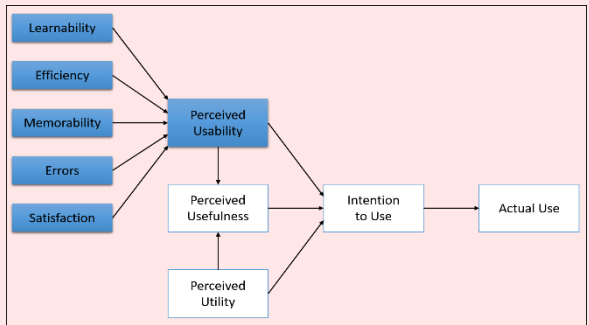 Learnability
Efficiency
Memorability
Errors
Satisfaction
Perceived
Usability
Perceived
Usefulness
Perceived
Utility
Intention
to Use
Actual Use